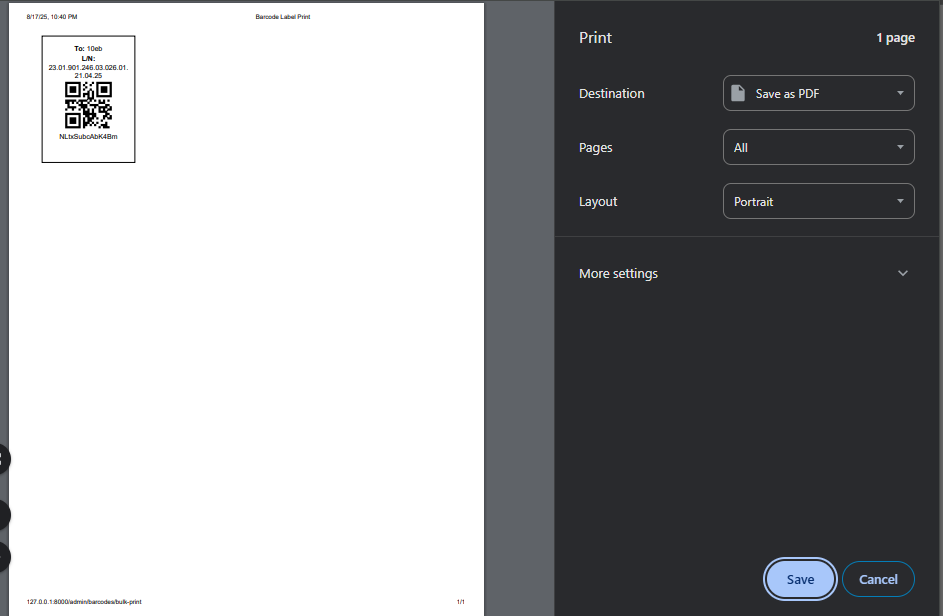 8/17/25, 10:40 PM
Barcode Label Print
To: 10eb
L/N:
23.01.901.246.03.026.01.
21.04.25
NLtxSubcAbK4Bm
127.0.0.1:8000/admin/barcodes/bulk-print
1/1
Print
1 page
Destination
Save as PDF
Pages
All
Layout
Portrait
More settings
Save
Cancel